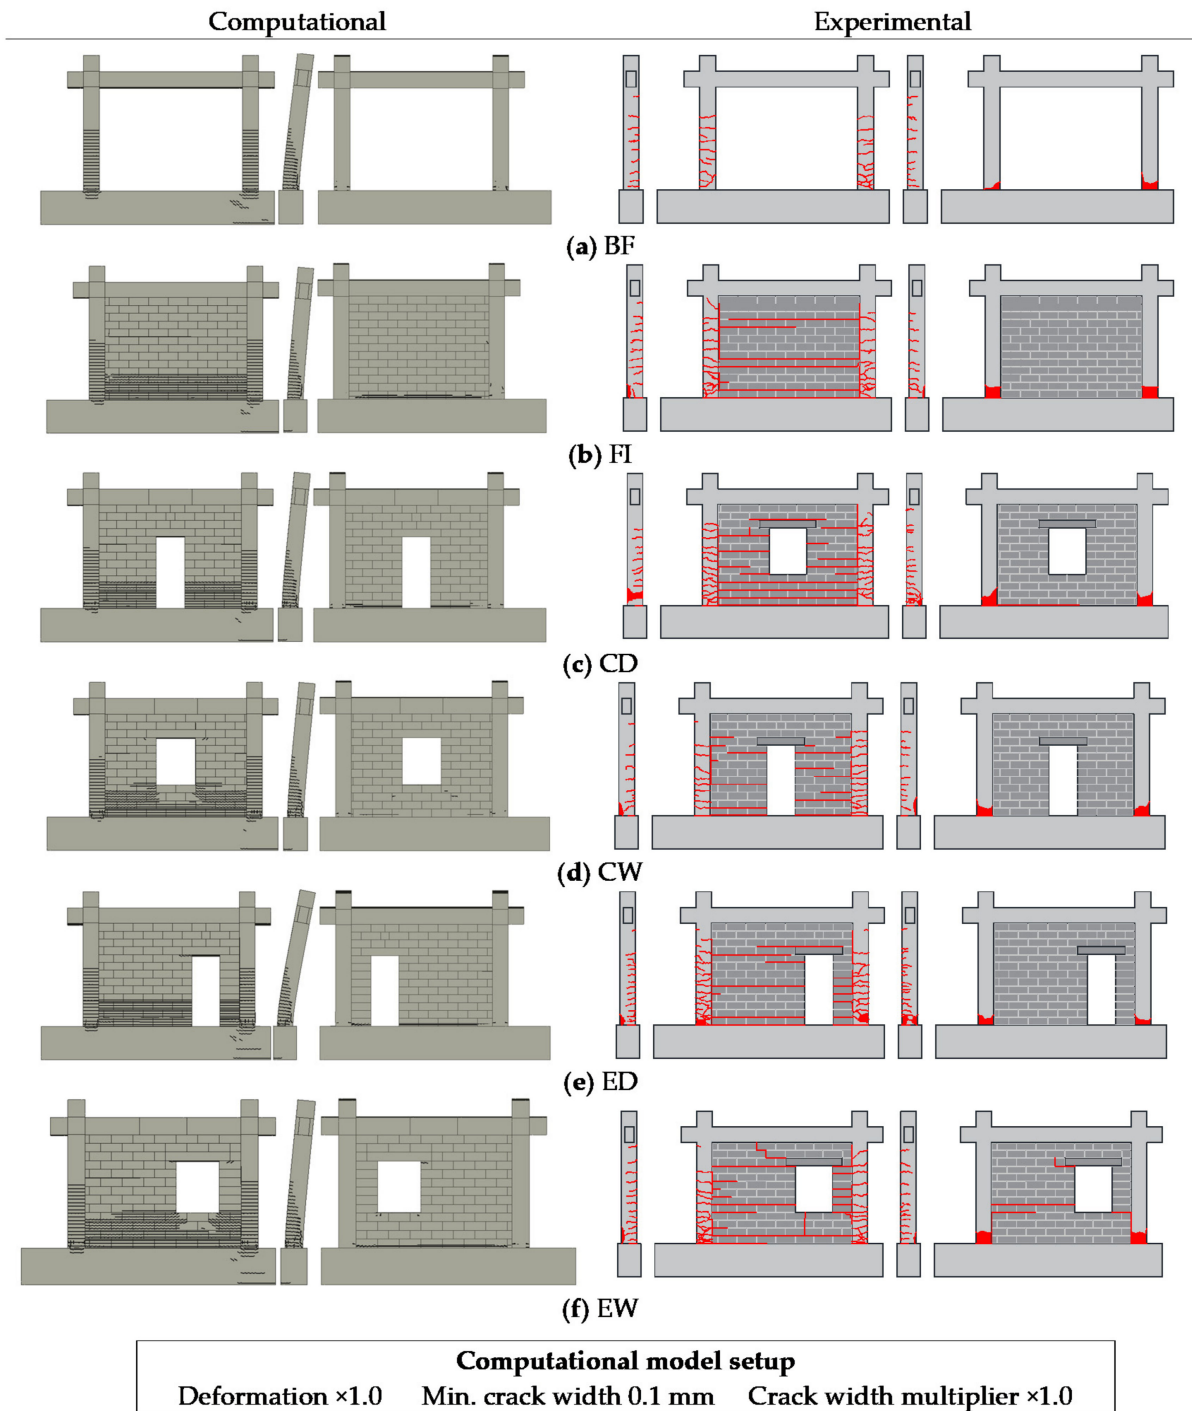 Computational Experimental
(a) BF
(b) FI
(c) CD
(d) CW
(e) ED
(f) EW
Computational model setup
Deformation ×1.0 Min. crack width 0.1 mm Crack width multiplier ×1.0